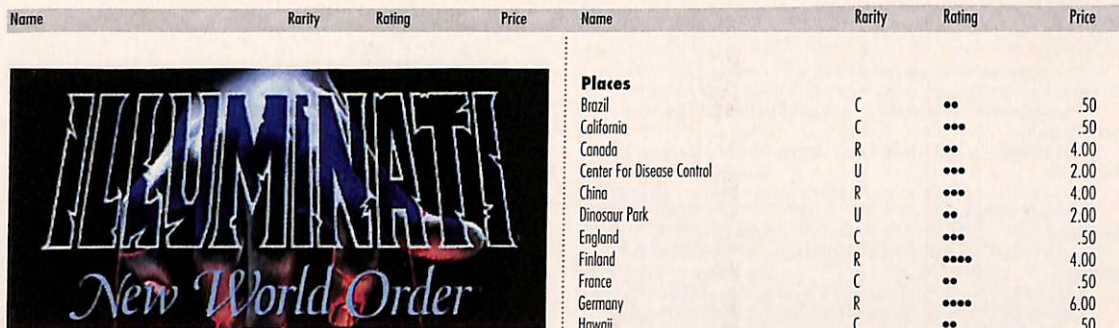 Name Rarity Rating Price
Name Rarity Rating Price
ILLUMINATI
New World Order
Places
Brazil C •• .50
California C ••• .50
Canada R •• 4.00
Center For Disease Control U ••• 2.00
China R ••• 4.00
Dinosaur Park U •• 2.00
England C ••• .50
Finland R •••• 4.00
France C •• .50
Germany R •••• 6.00
Hawaii C •• .50